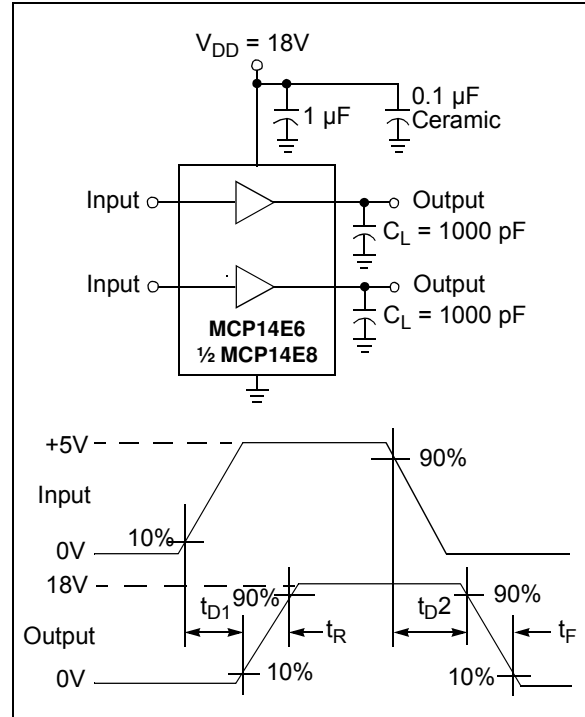 V_DD = 18V
1 µF
0.1 µF
Ceramic
Input
Output
C_L = 1000 pF
Input
Output
C_L = 1000 pF
MCP14E6
½ MCP14E8
+5V
90%
Input
10%
0V
18V
t_D1
90%
t_R
t_D2
90%
t_F
Output
0V
10%
10%